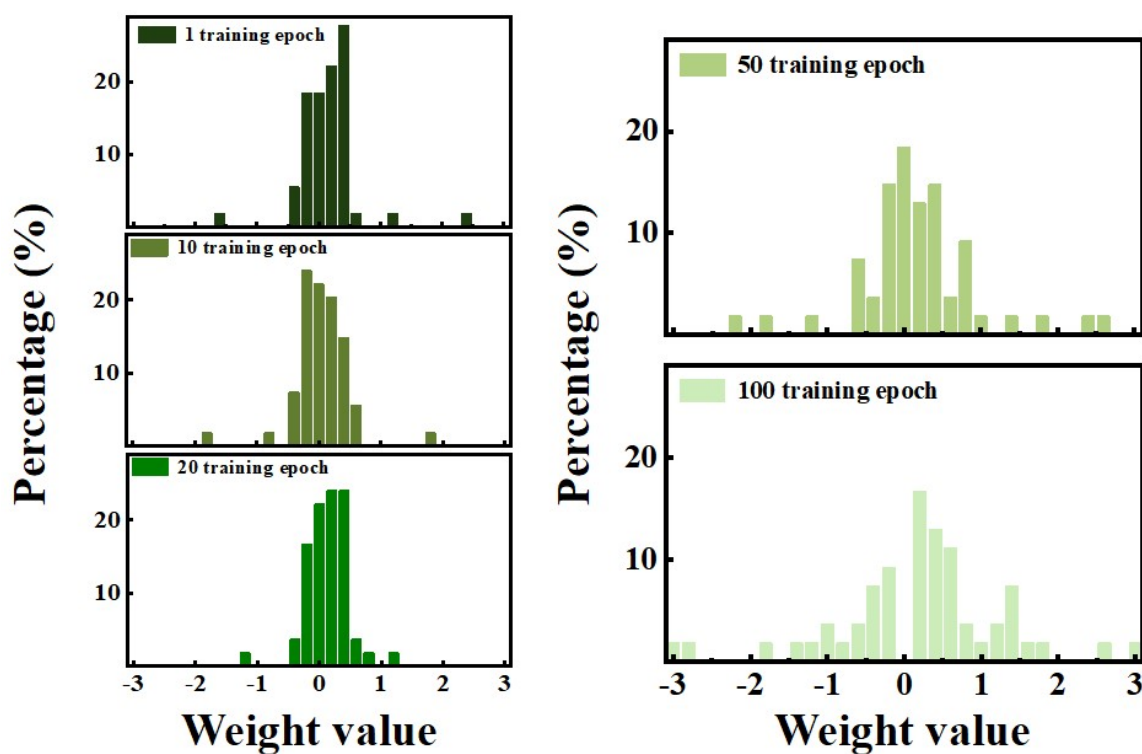 1 training epoch
20
10
10 training epoch
20
10
20 training epoch
20
10
-3 -2 -1 0 1 2 3
Percentage (%)
Weight value
50 training epoch
20
10
100 training epoch
20
10
-3 -2 -1 0 1 2 3
Percentage (%)
Weight value